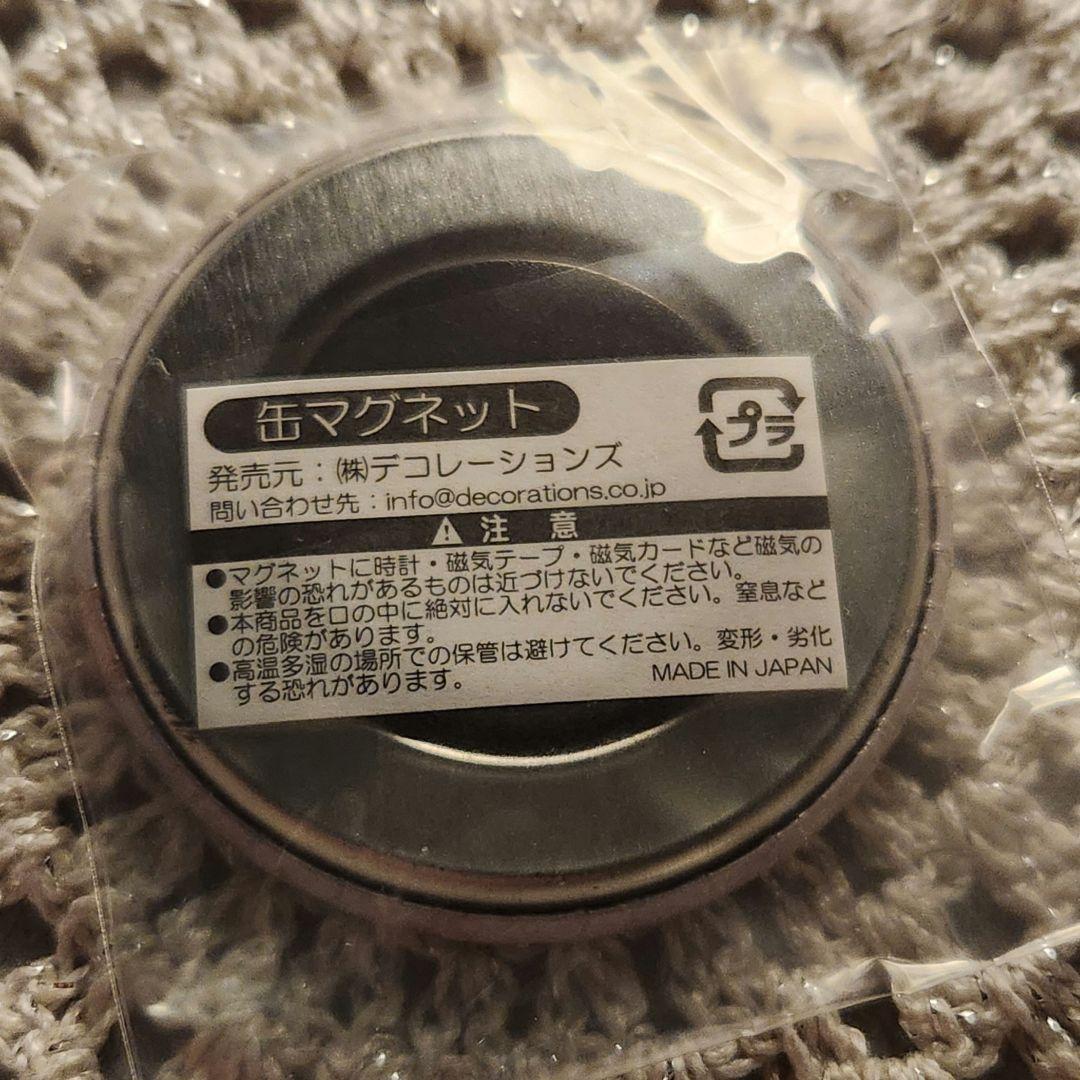 缶マグネット
プラ
発売元：㈱デコレーションズ
問い合わせ先：info@decorations.co.jp
⚠注 意
●マグネットに時計・磁気テープ・磁気カードなど磁気の
影響の恐れがあるものは近づけないでください。
●本商品を口の中に絶対に入れないでください。窒息など
の危険があります。
●高温多湿の場所での保管は避けてください。変形・劣化
する恐れがあります。
MADE IN JAPAN